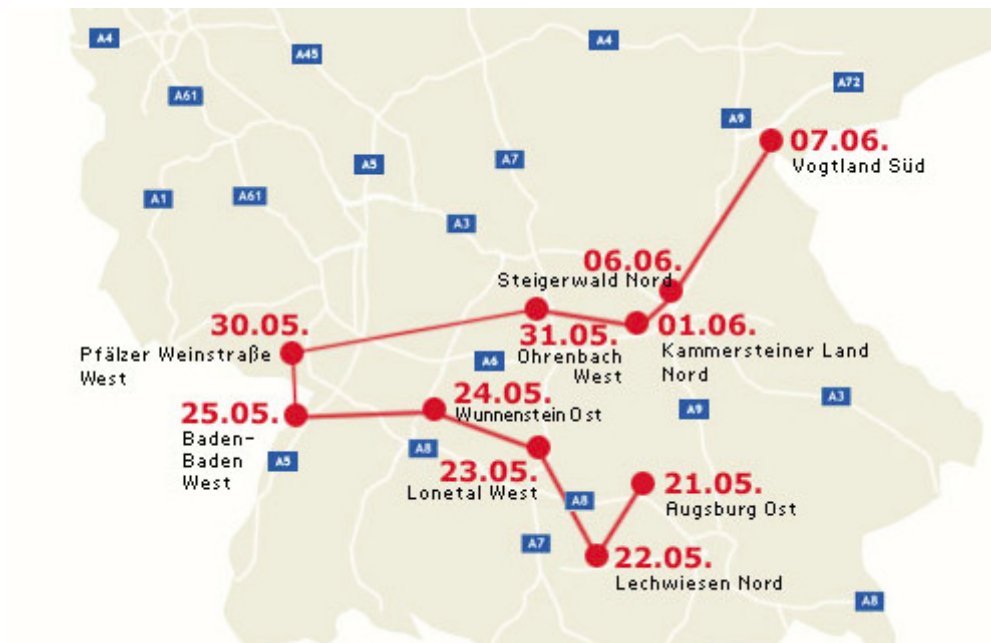 A4
A4
A45
A72
A61
A9
07.06.
Vogtland Süd
A5
A7
A1
A61
A3
06.06.
Steigerwald Nord
30.05.
Pfälzer Weinstraße
West
31.05.
Ohrenbach
West
01.06.
Kammersteiner Land
Nord
A6
24.05.
Wunnenstein Ost
25.05.
Baden-
Baden
West
A3
A9
A5
A8
23.05.
Lonetal West
A8
21.05.
Augsburg Ost
A7
22.05.
Lechwiesen Nord
A8